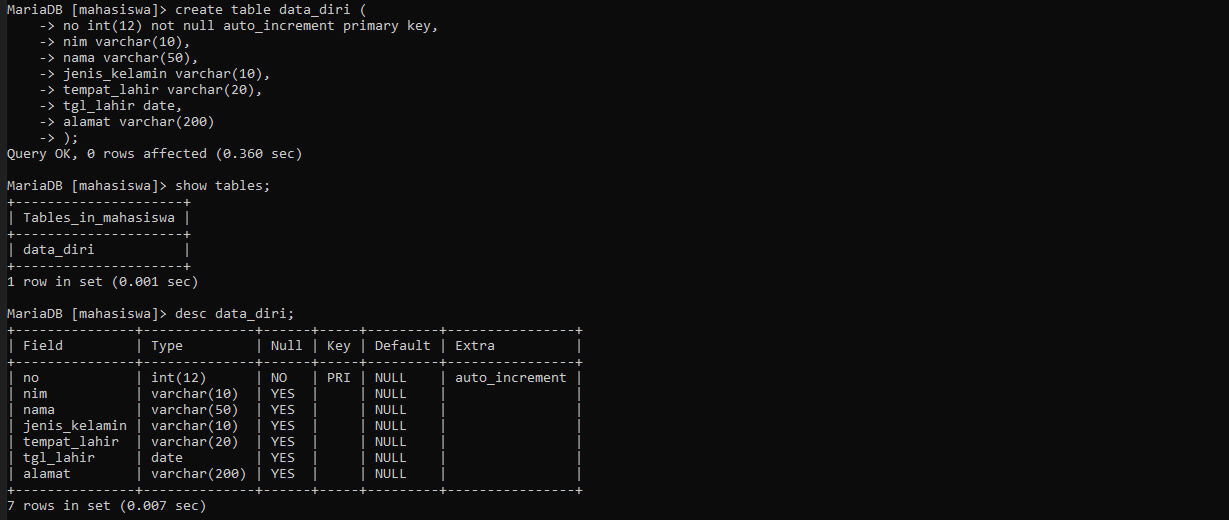 MariaDB [mahasiswa]> create table data_diri (
    -> no int(12) not null auto_increment primary key,
    -> nim varchar(10),
    -> nama varchar(50),
    -> jenis_kelamin varchar(10),
    -> tempat_lahir varchar(20),
    -> tgl_lahir date,
    -> alamat varchar(200)
    -> );
Query OK, 0 rows affected (0.360 sec)

MariaDB [mahasiswa]> show tables;
+---------------------+
| Tables_in_mahasiswa |
+---------------------+
| data_diri           |
+---------------------+
1 row in set (0.001 sec)

MariaDB [mahasiswa]> desc data_diri;
+---------------+--------------+------+-----+---------+----------------+
| Field         | Type         | Null | Key | Default | Extra          |
+---------------+--------------+------+-----+---------+----------------+
| no            | int(12)      | NO   | PRI | NULL    | auto_increment |
| nim           | varchar(10)  | YES  |     | NULL    |                |
| nama          | varchar(50)  | YES  |     | NULL    |                |
| jenis_kelamin | varchar(10)  | YES  |     | NULL    |                |
| tempat_lahir  | varchar(20)  | YES  |     | NULL    |                |
| tgl_lahir     | date         | YES  |     | NULL    |                |
| alamat        | varchar(200) | YES  |     | NULL    |                |
+---------------+--------------+------+-----+---------+----------------+
7 rows in set (0.007 sec)